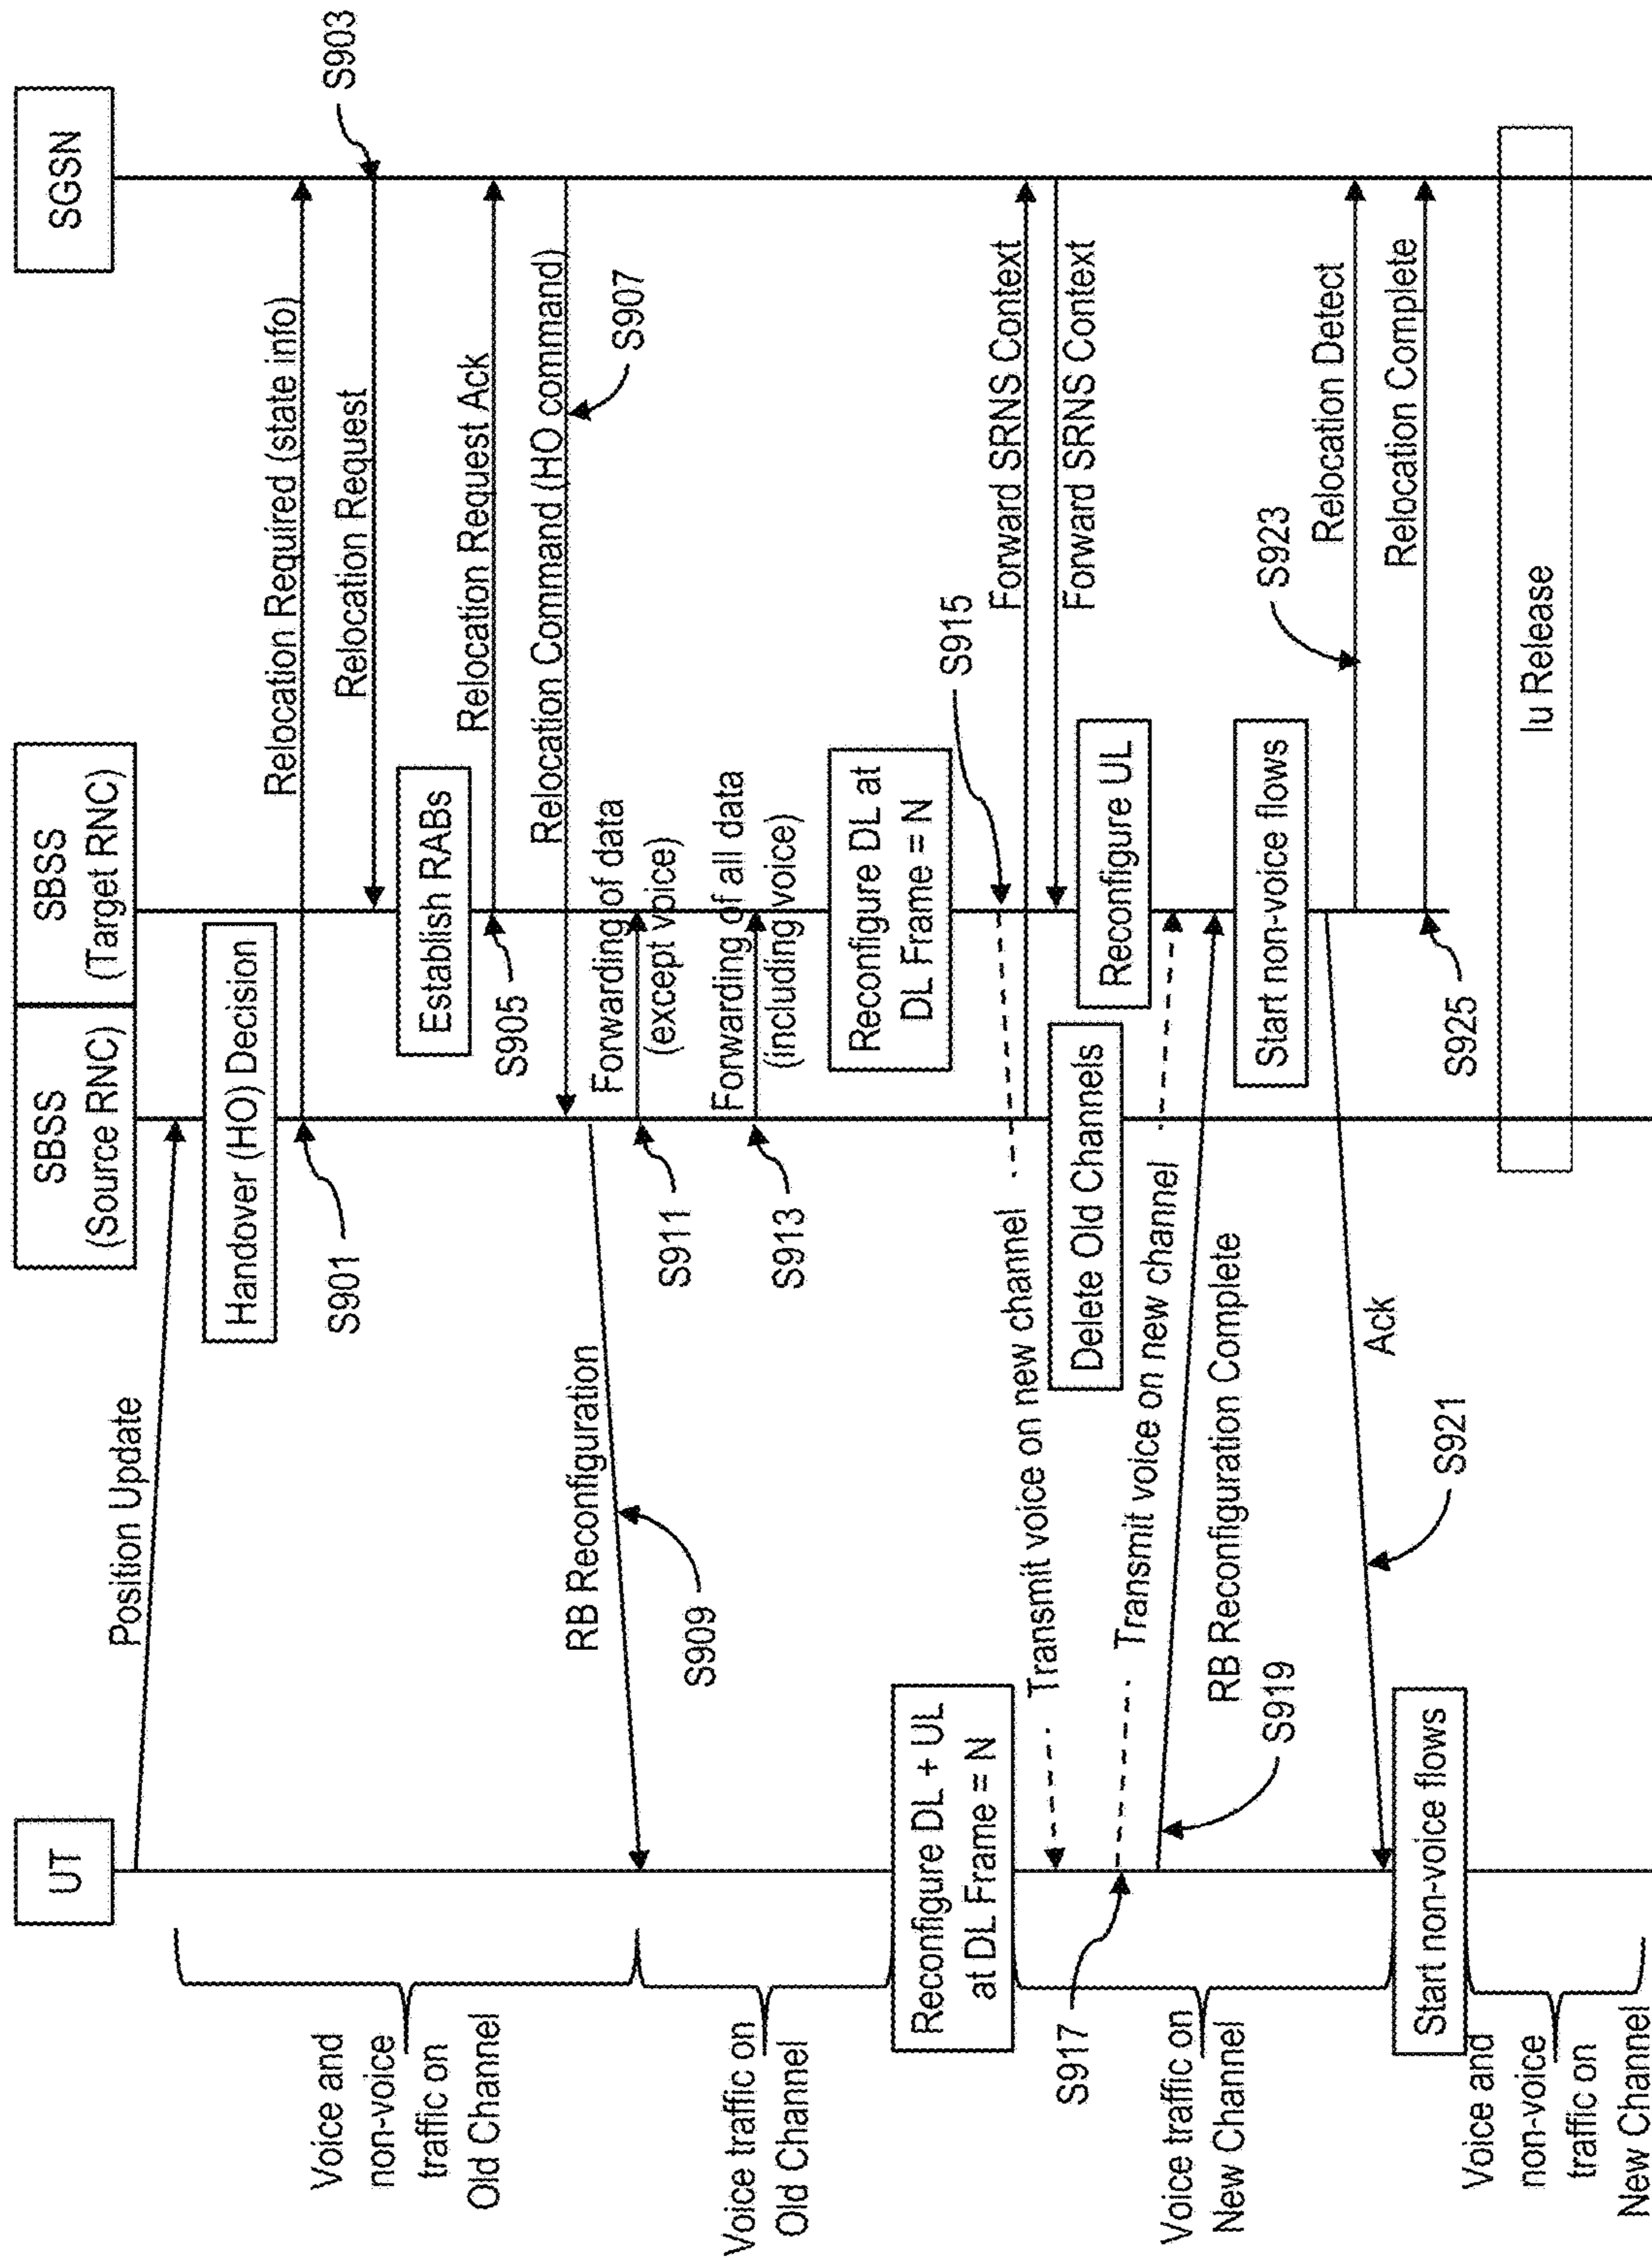 UT
SBSS
(Source RNC)
SBSS
(Target RNC)
SGSN
Position Update
Handover (HO) Decision
S901
Relocation Required (state info)
S903
Relocation Request
Establish RABs
S905
Relocation Request Ack
Relocation Command (HO command)
S907
RB Reconfiguration
S909
Forwarding of data
(except voice)
S911
Forwarding of all data
(including voice)
S913
Voice and
non-voice
traffic on
Old Channel
Voice traffic on
Old Channel
Reconfigure DL + UL
at DL Frame = N
Reconfigure DL at
DL Frame = N
S915
Transmit voice on new channel
Forward SRNS Context
Forward SRNS Context
Delete Old Channels
Reconfigure UL
S917
Transmit voice on new channel
RB Reconfiguration Complete
S919
Voice traffic on
New Channel
Start non-voice flows
Ack
S921
S923
Relocation Detect
Relocation Complete
S925
Start non-voice flows
Iu Release
Voice and
non-voice
traffic on
New Channel